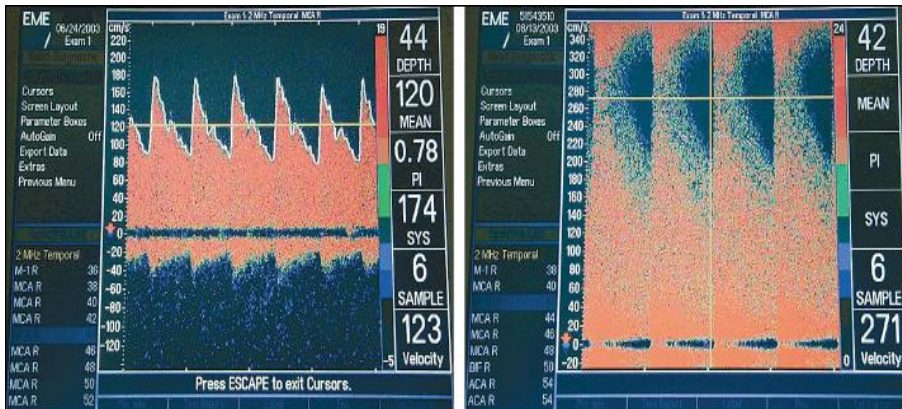 EME
06/24/2003
Exam 1
Exam 1: 2 MHz Temporal MCA R
cm/s
220
200
180
160
140
120
100
80
60
40
20
0
-20
-40
-60
-80
-100
-120
19
-5
Cursors
Screen Layout
Parameter Boxes
AutoGain Off
Export Data
Extras
Previous Menu
2 MHz Temporal
M-1 R 36
MCA R 38
MCA R 40
MCA R 42
MCA R 46
MCA R 48
MCA R 50
MCA R 52
44
DEPTH
120
MEAN
0.78
PI
174
SYS
6
SAMPLE
123
Velocity
Press ESCAPE to exit Cursors.
EME
08/13/2003
Exam 1
Exam 1: 2 MHz Temporal MCA R
cm/s
340
320
300
280
260
240
220
200
180
160
140
120
100
80
60
40
20
0
-20
24
0
Cursors
Screen Layout
Parameter Boxes
AutoGain Off
Export Data
Extras
Previous Menu
2 MHz Temporal
M-1 R 38
MCA R 40
MCA R 44
MCA R 46
MCA R 48
BIF R 50
ACA R 54
ACA R 54
42
DEPTH
MEAN
PI
SYS
6
SAMPLE
271
Velocity